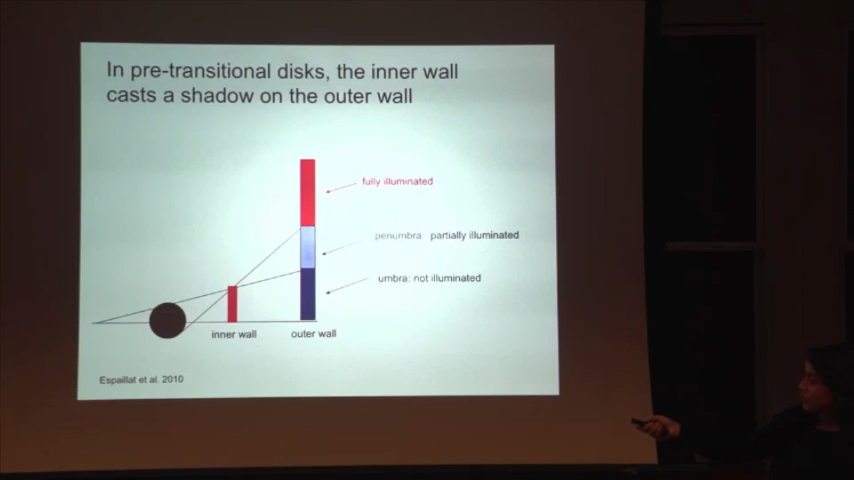 In pre-transitional disks, the inner wall
casts a shadow on the outer wall
fully illuminated
penumbra: partially illuminated
umbra: not illuminated
inner wall
outer wall
Espaillat et al. 2010